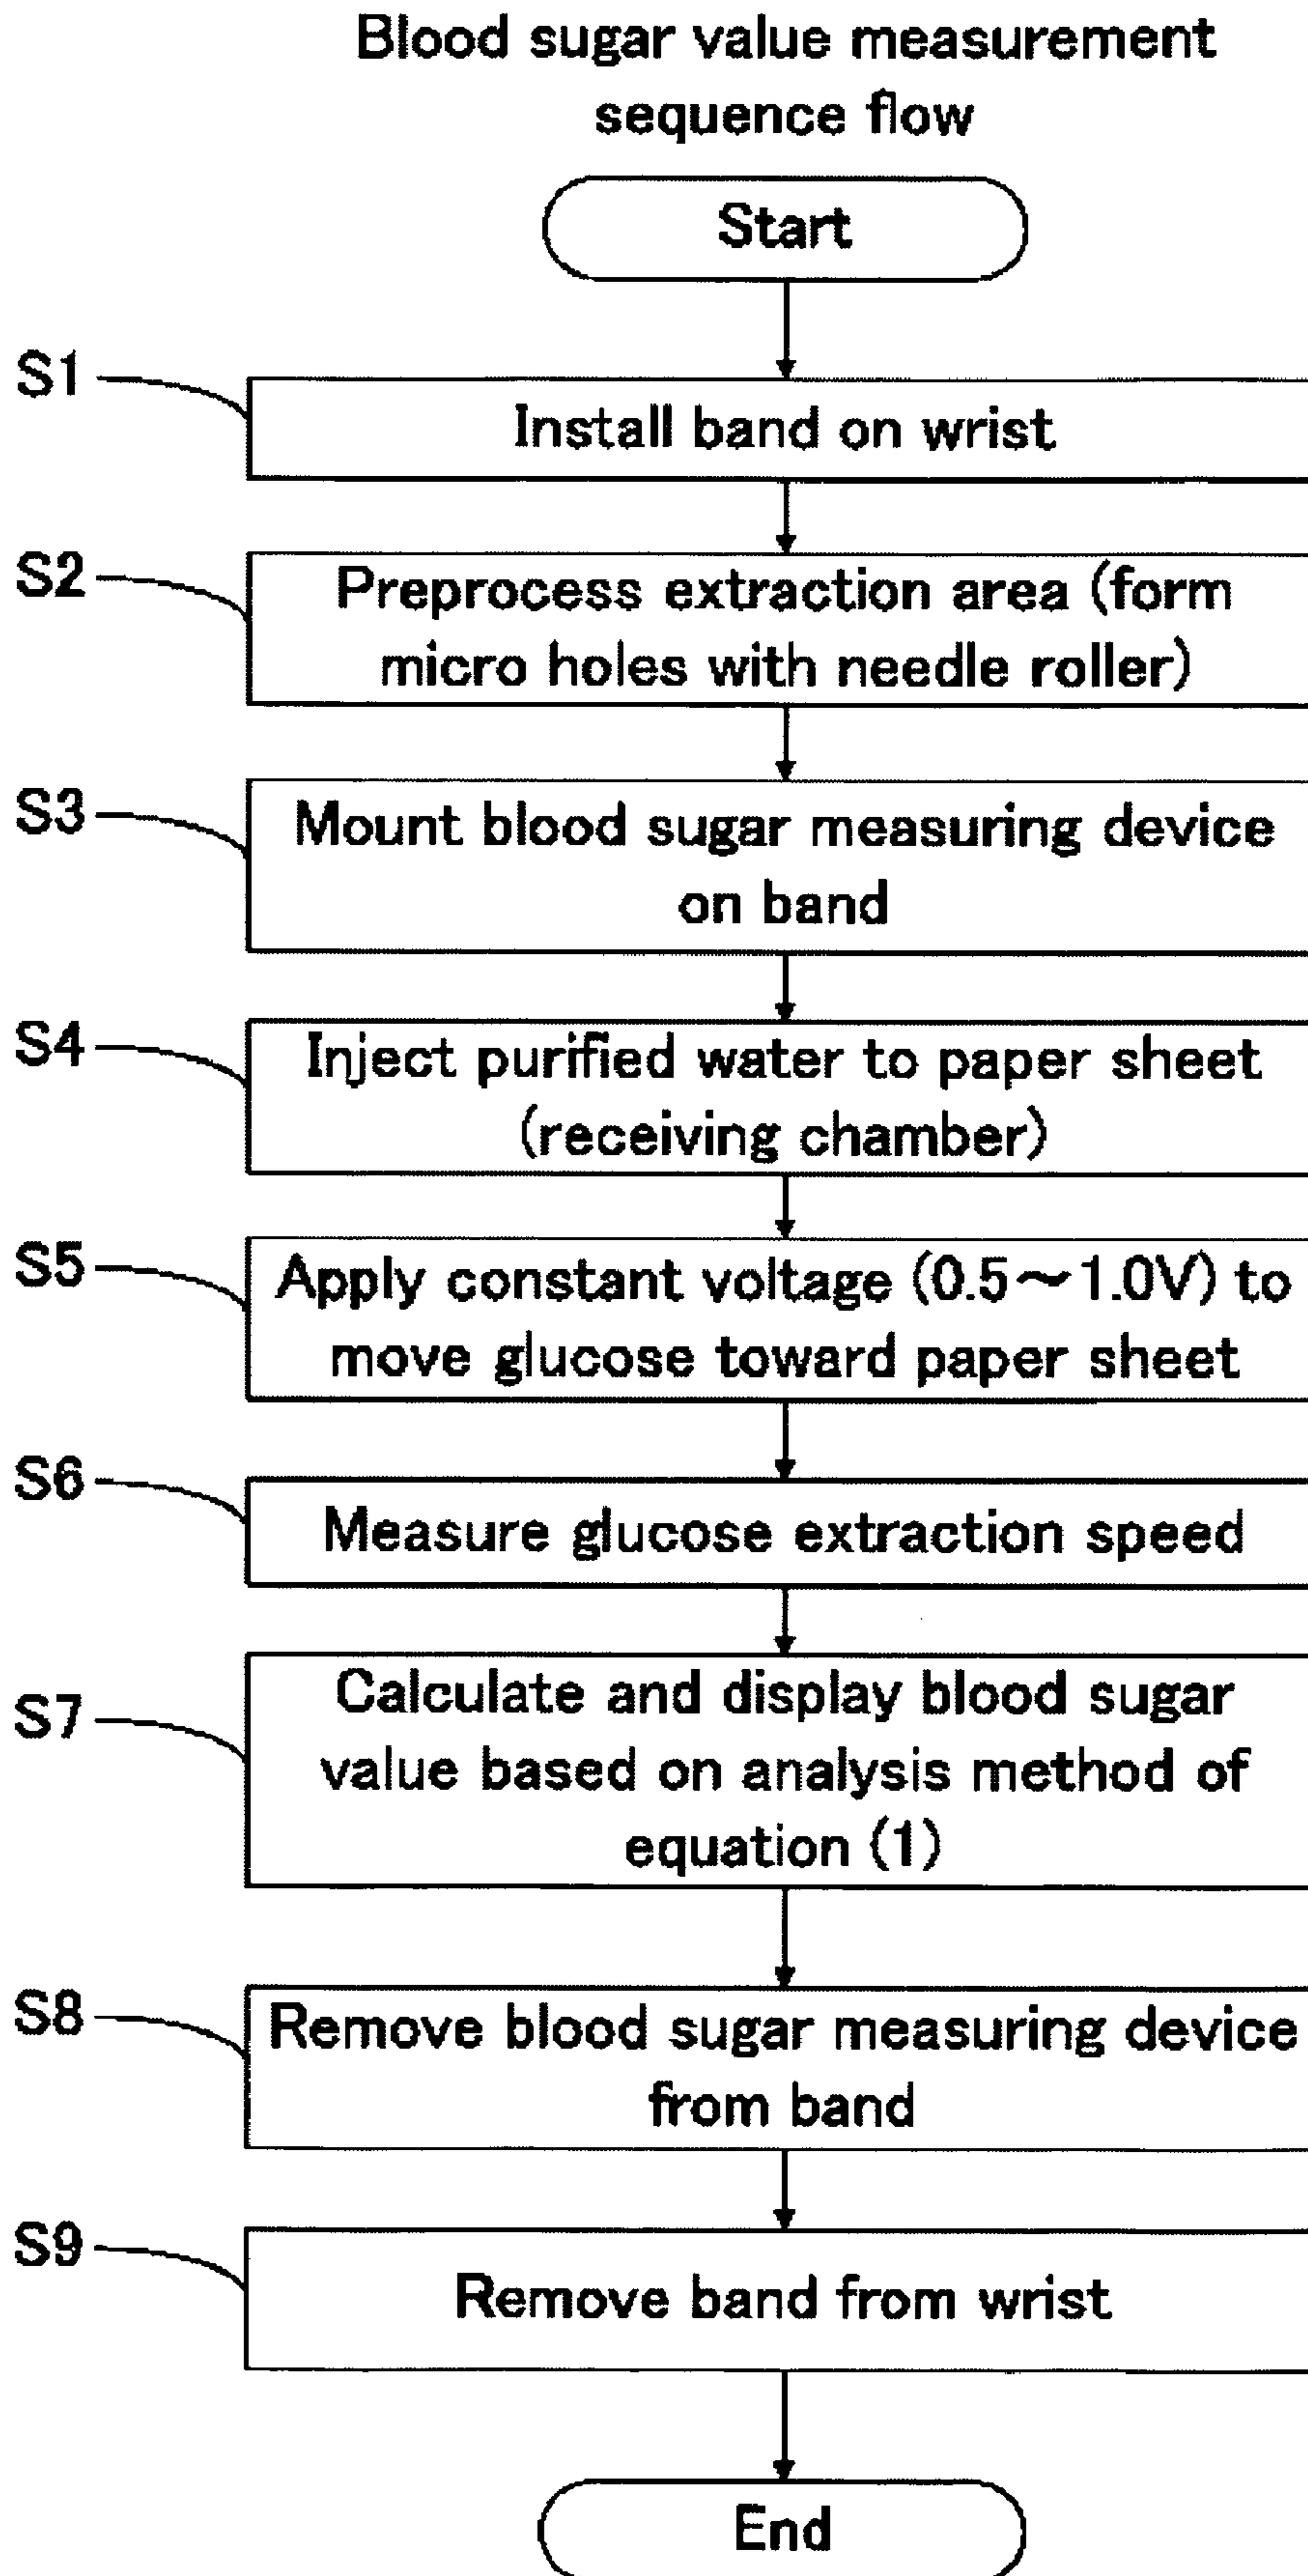 Blood sugar value measurement
sequence flow
Start
S1
Install band on wrist
S2
Preprocess extraction area (form
micro holes with needle roller)
S3
Mount blood sugar measuring device
on band
S4
Inject purified water to paper sheet
(receiving chamber)
S5
Apply constant voltage (0.5～1.0V) to
move glucose toward paper sheet
S6
Measure glucose extraction speed
S7
Calculate and display blood sugar
value based on analysis method of
equation (1)
S8
Remove blood sugar measuring device
from band
S9
Remove band from wrist
End